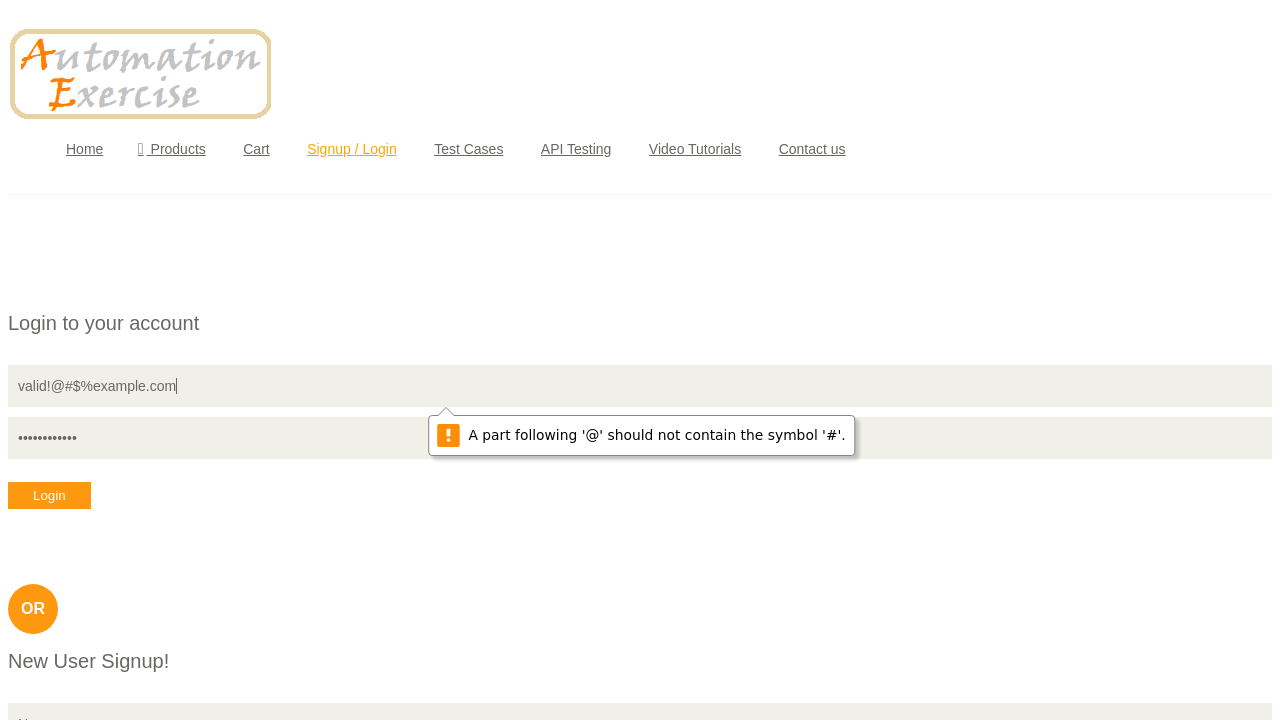 Automation
Exercise
Home Products Cart Signup / Login Test Cases API Testing Video Tutorials Contact us
Login to your account
valid!@#$%example.com
••••••••••••
A part following '@' should not contain the symbol '#'.
Login
OR
New User Signup!